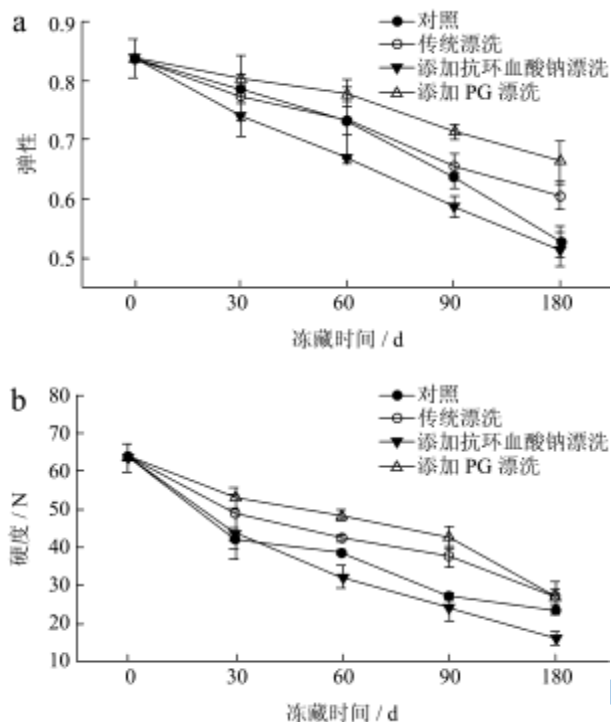 a
0.9
0.8
0.7
0.6
0.5
弹性
对照
传统漂洗
添加抗环血酸钠漂洗
添加 PG 漂洗
0 30 60 90 180
冻藏时间 / d
b
80
70
60
50
40
30
20
10
硬度 / N
对照
传统漂洗
添加抗环血酸钠漂洗
添加 PG 漂洗
0 30 60 90 180
冻藏时间 / d